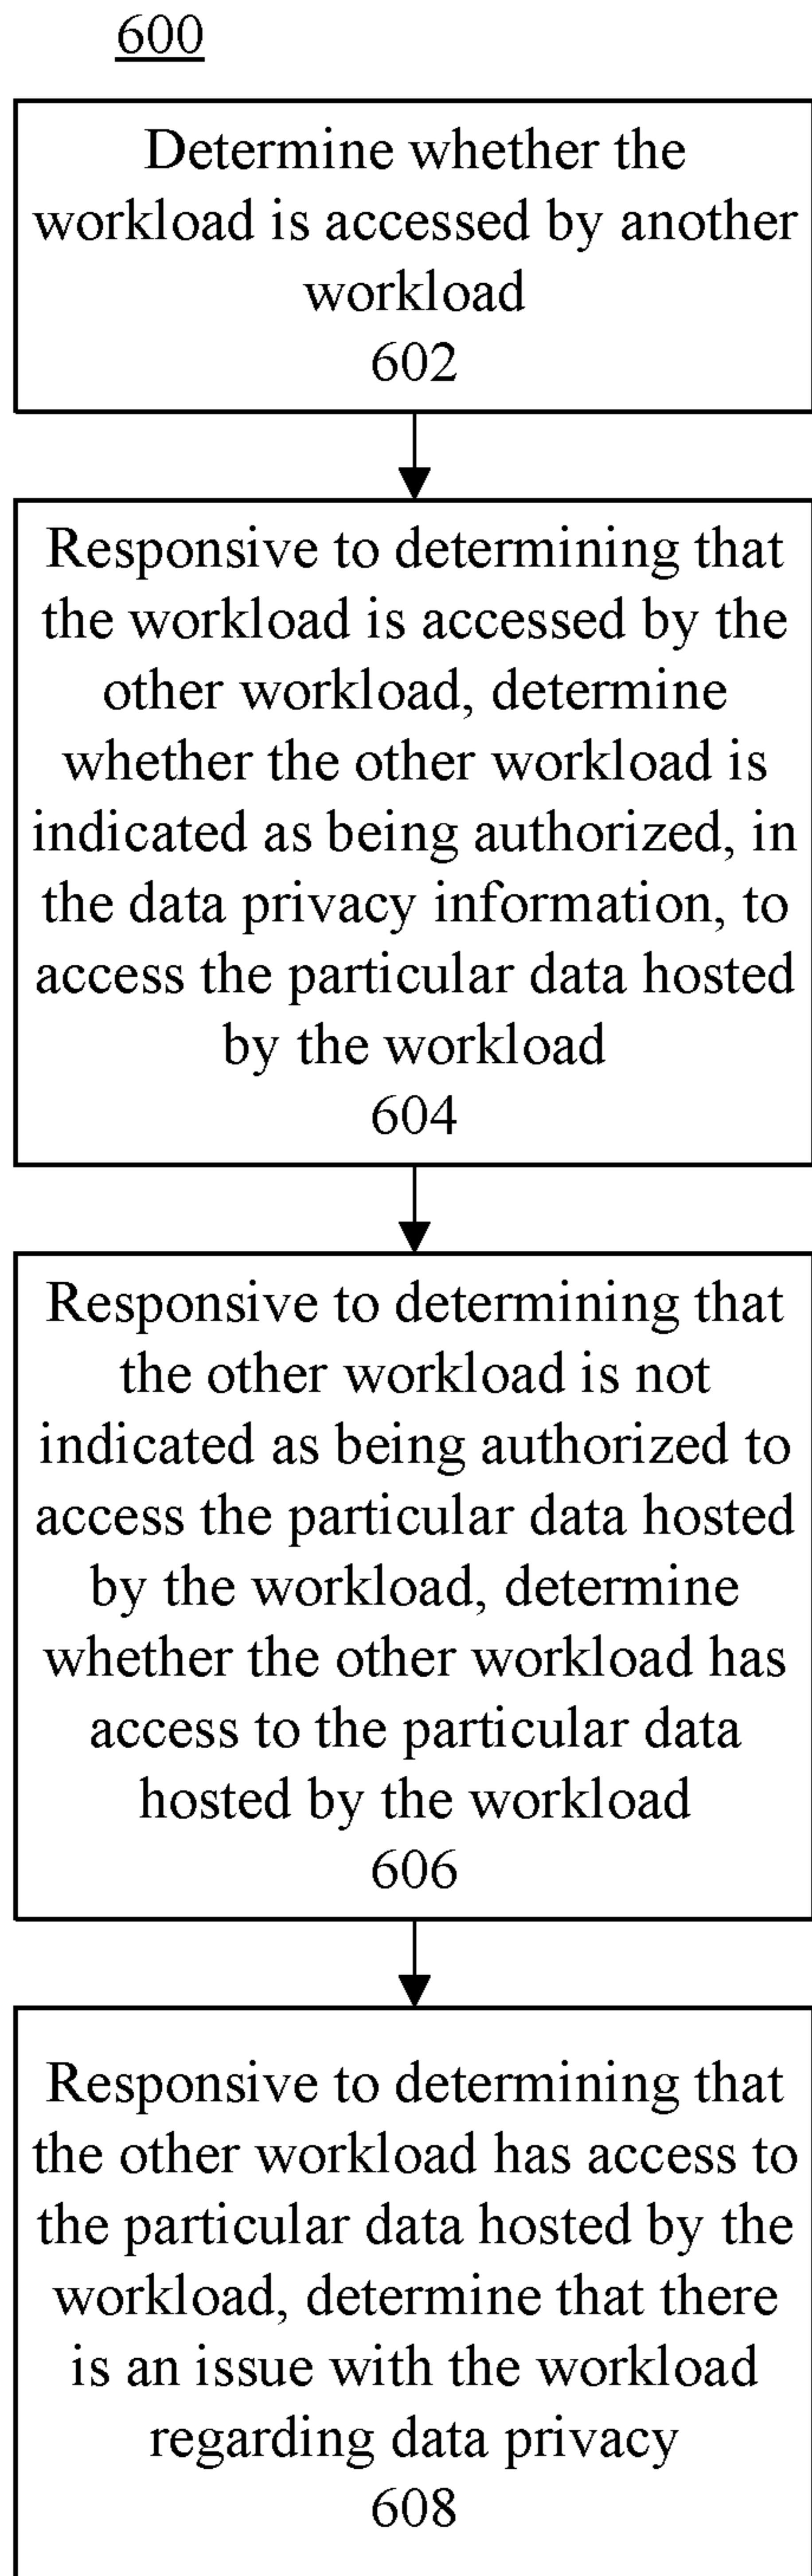 600
Determine whether the
workload is accessed by another
workload
602
Responsive to determining that
the workload is accessed by the
other workload, determine
whether the other workload is
indicated as being authorized, in
the data privacy information, to
access the particular data hosted
by the workload
604
Responsive to determining that
the other workload is not
indicated as being authorized to
access the particular data hosted
by the workload, determine
whether the other workload has
access to the particular data
hosted by the workload
606
Responsive to determining that
the other workload has access to
the particular data hosted by the
workload, determine that there
is an issue with the workload
regarding data privacy
608